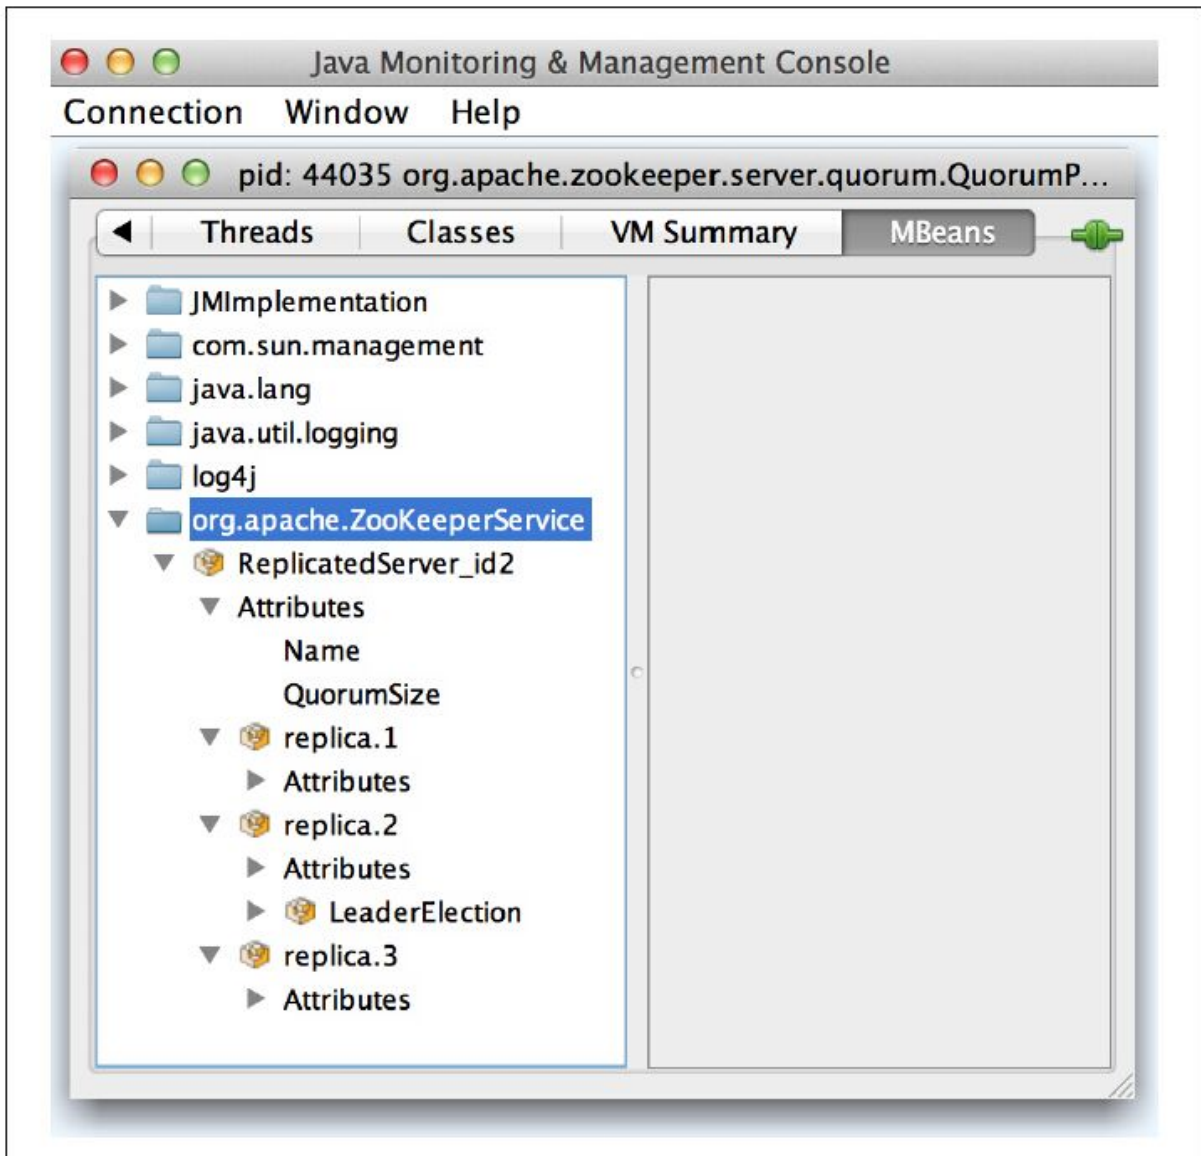 Java Monitoring & Management Console
Connection Window Help
pid: 44035 org.apache.zookeeper.server.quorum.QuorumP...
Threads Classes VM Summary MBeans
JMImplementation
com.sun.management
java.lang
java.util.logging
log4j
org.apache.ZooKeeperService
ReplicatedServer_id2
Attributes
Name
QuorumSize
replica.1
Attributes
replica.2
Attributes
LeaderElection
replica.3
Attributes